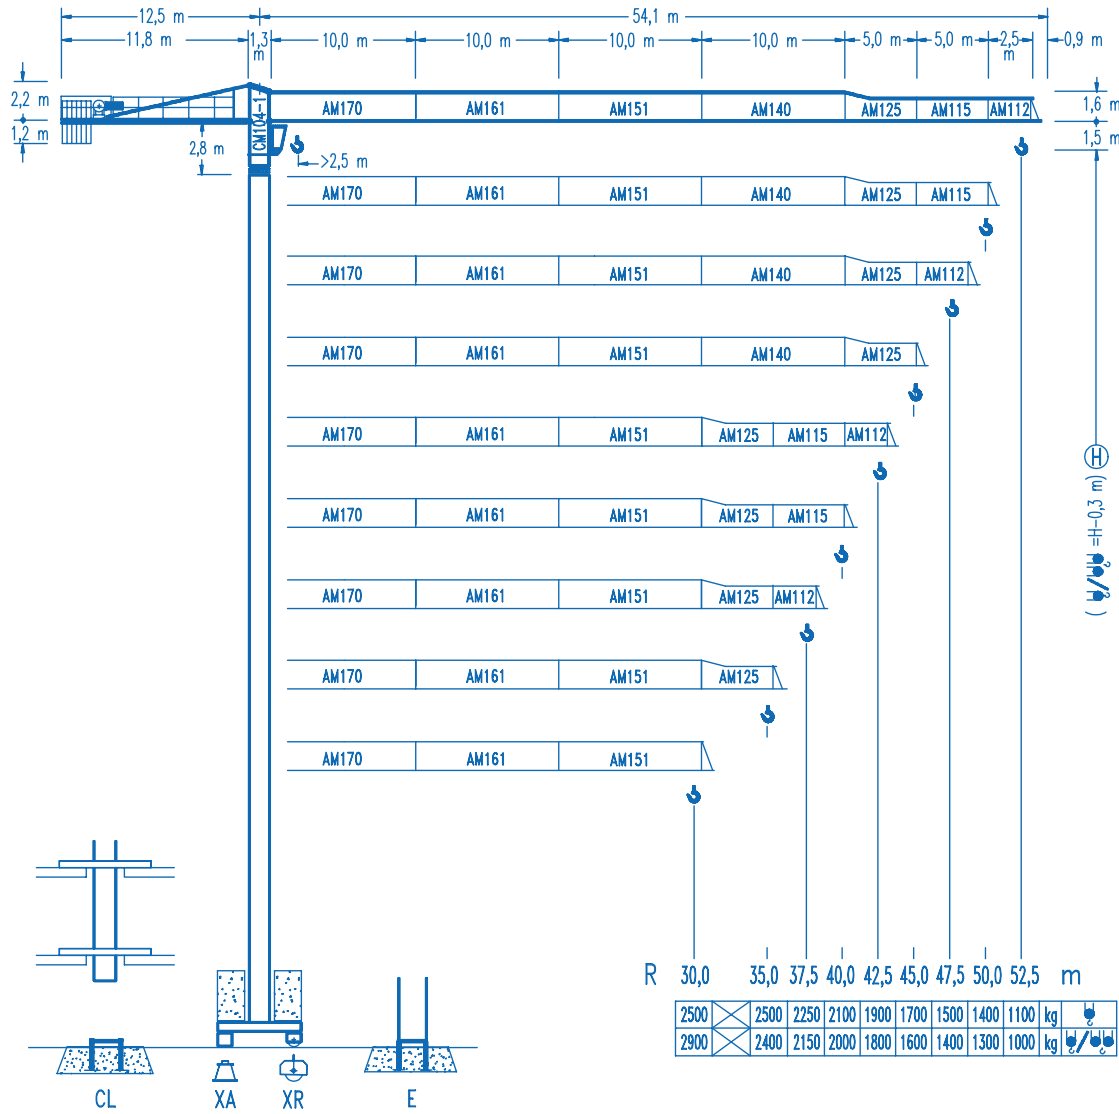 12,5 m 54,1 m
11,8 m 1,3 m 10,0 m 10,0 m 10,0 m 10,0 m 5,0 m 5,0 m 2,5 m 0,9 m
2,2 m CM104-1 AM170 AM161 AM151 AM140 AM125 AM115 AM112 1,6 m
1,2 m 2,8 m 1,5 m
>2,5 m
AM170 AM161 AM151 AM140 AM125 AM115
AM170 AM161 AM151 AM140 AM125 AM112
AM170 AM161 AM151 AM140 AM125
AM170 AM161 AM151 AM125 AM115 AM112
H
( / =H-0,3 m)
AM170 AM161 AM151 AM125 AM115
AM170 AM161 AM151 AM125 AM112
AM170 AM161 AM151 AM125
AM170 AM161 AM151
R 30,0 35,0 37,5 40,0 42,5 45,0 47,5 50,0 52,5 m
2500 2500 2250 2100 1900 1700 1500 1400 1100 kg
2900 2400 2150 2000 1800 1600 1400 1300 1000 kg /
CL XA XR E